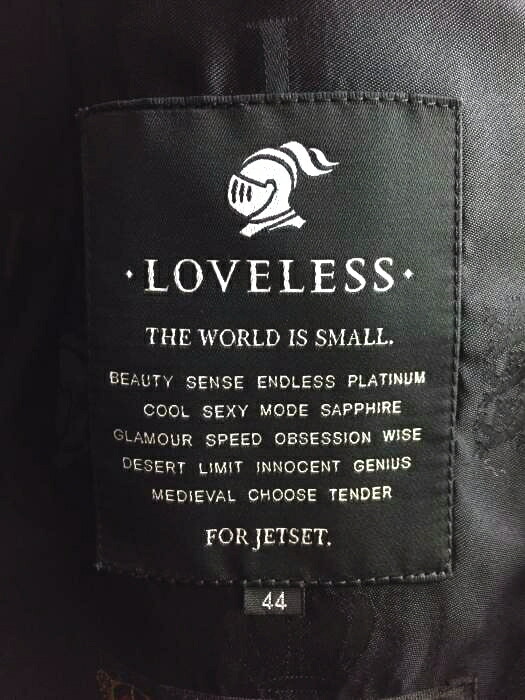 · LOVELESS ·
THE WORLD IS SMALL.
BEAUTY SENSE ENDLESS PLATINUM
COOL SEXY MODE SAPPHIRE
GLAMOUR SPEED OBSESSION WISE
DESERT LIMIT INNOCENT GENIUS
MEDIEVAL CHOOSE TENDER
FOR JETSET.
44